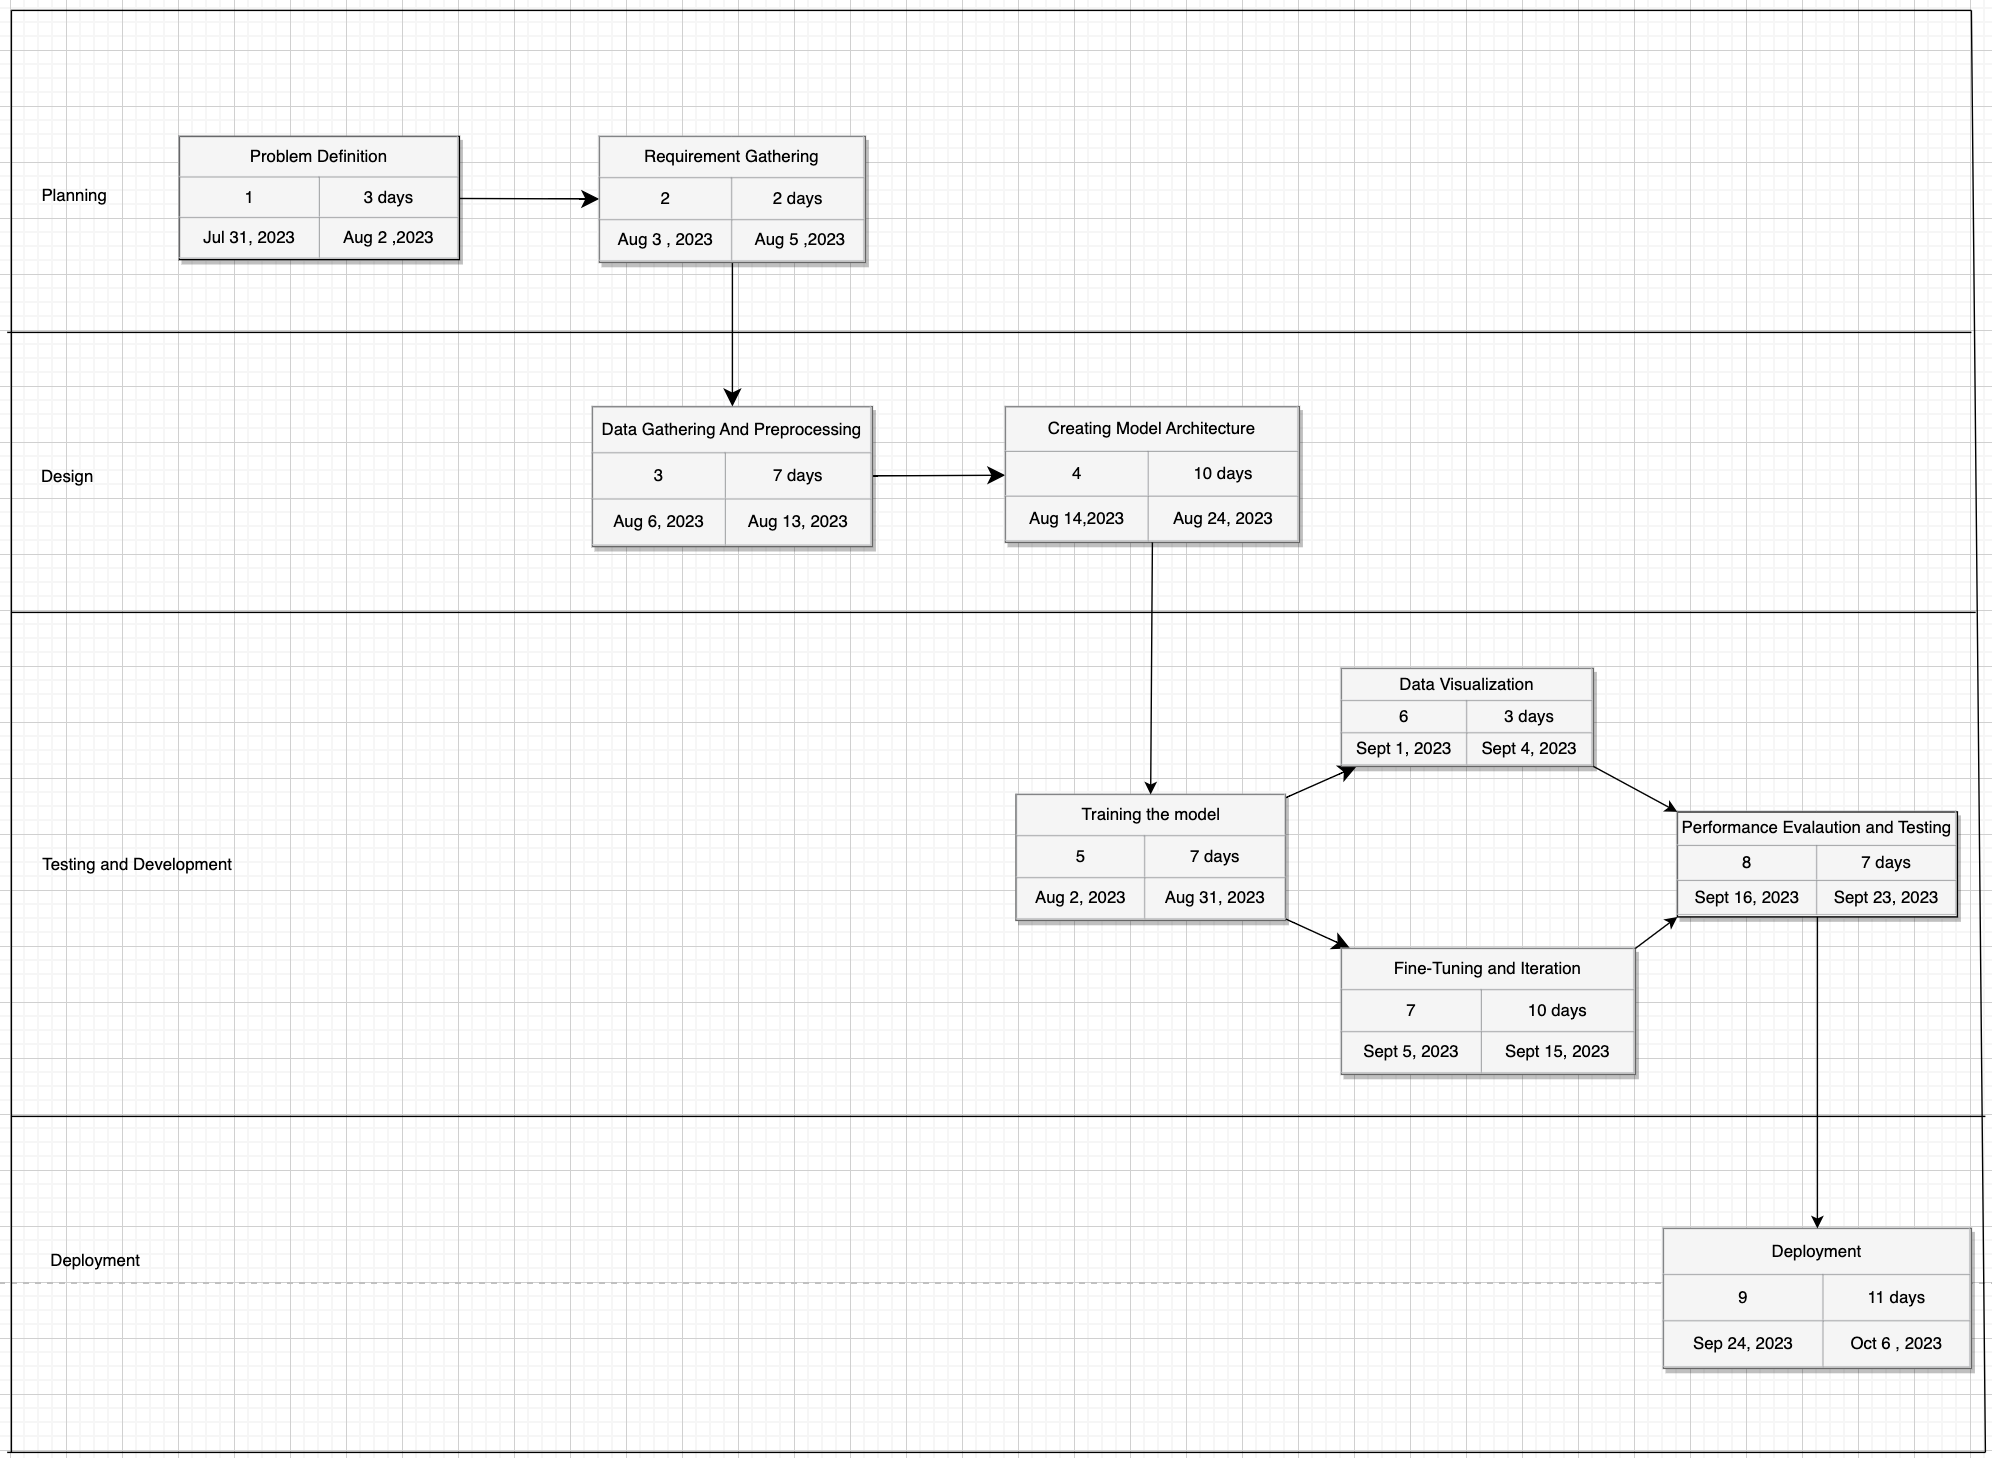 Planning
Problem Definition
1 3 days
Jul 31, 2023 Aug 2 ,2023
Requirement Gathering
2 2 days
Aug 3 , 2023 Aug 5 ,2023
Design
Data Gathering And Preprocessing
3 7 days
Aug 6, 2023 Aug 13, 2023
Creating Model Architecture
4 10 days
Aug 14,2023 Aug 24, 2023
Testing and Development
Training the model
5 7 days
Aug 2, 2023 Aug 31, 2023
Data Visualization
6 3 days
Sept 1, 2023 Sept 4, 2023
Fine-Tuning and Iteration
7 10 days
Sept 5, 2023 Sept 15, 2023
Performance Evalaution and Testing
8 7 days
Sept 16, 2023 Sept 23, 2023
Deployment
Deployment
9 11 days
Sep 24, 2023 Oct 6 , 2023